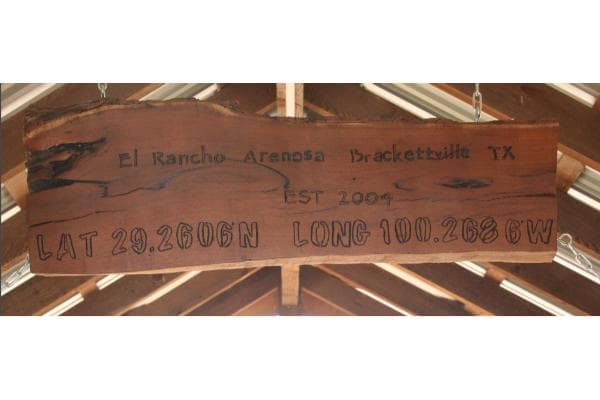 El Rancho Arenosa Brackettville TX
EST 2004
LAT 29.2606N LONG 100.2686W